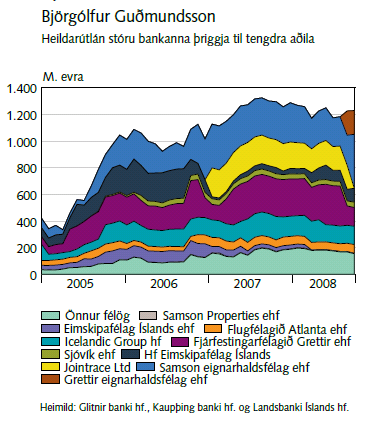 Björgólfur Guðmundsson
Heildarútlán stóru bankanna þriggja til tengdra aðila
M. evra
1.400
1.200
1.000
800
600
400
200
0
2005 2006 2007 2008
Önnur félög Samson Properties ehf
Eimskipafélag Íslands ehf Flugfélagið Atlanta ehf
Icelandic Group hf Fjárfestingarfélagið Grettir ehf
Sjóvík ehf Hf Eimskipafélag Íslands
Jointrace Ltd Samson eignarhaldsfélag ehf
Grettir eignarhaldsfélag ehf
Heimild: Glitnir banki hf., Kaupþing banki hf. og Landsbanki Íslands hf.